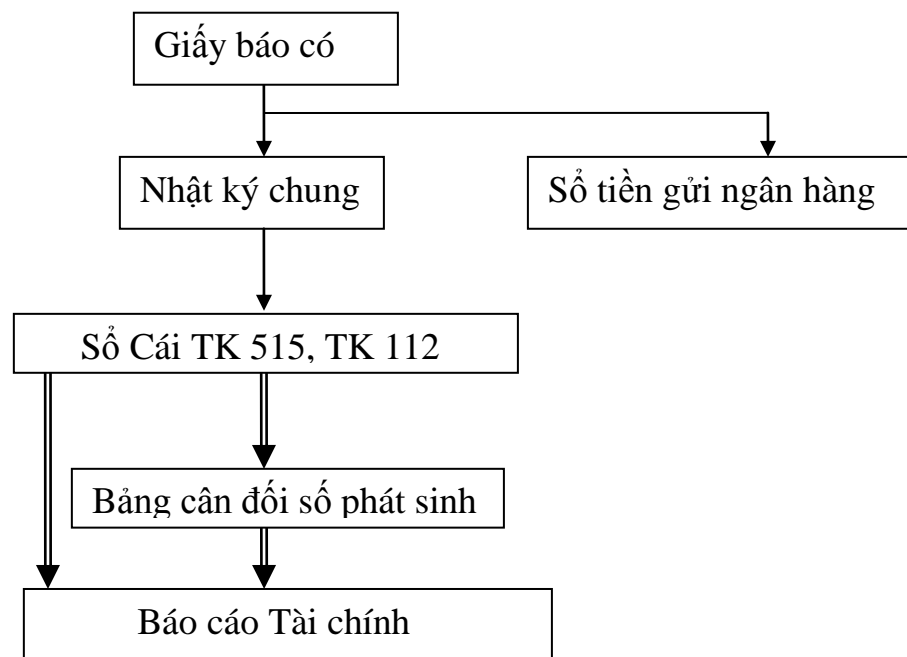 Giấy báo có
Nhật ký chung
Sổ tiền gửi ngân hàng
Sổ Cái TK 515, TK 112
Bảng cân đối số phát sinh
Báo cáo Tài chính